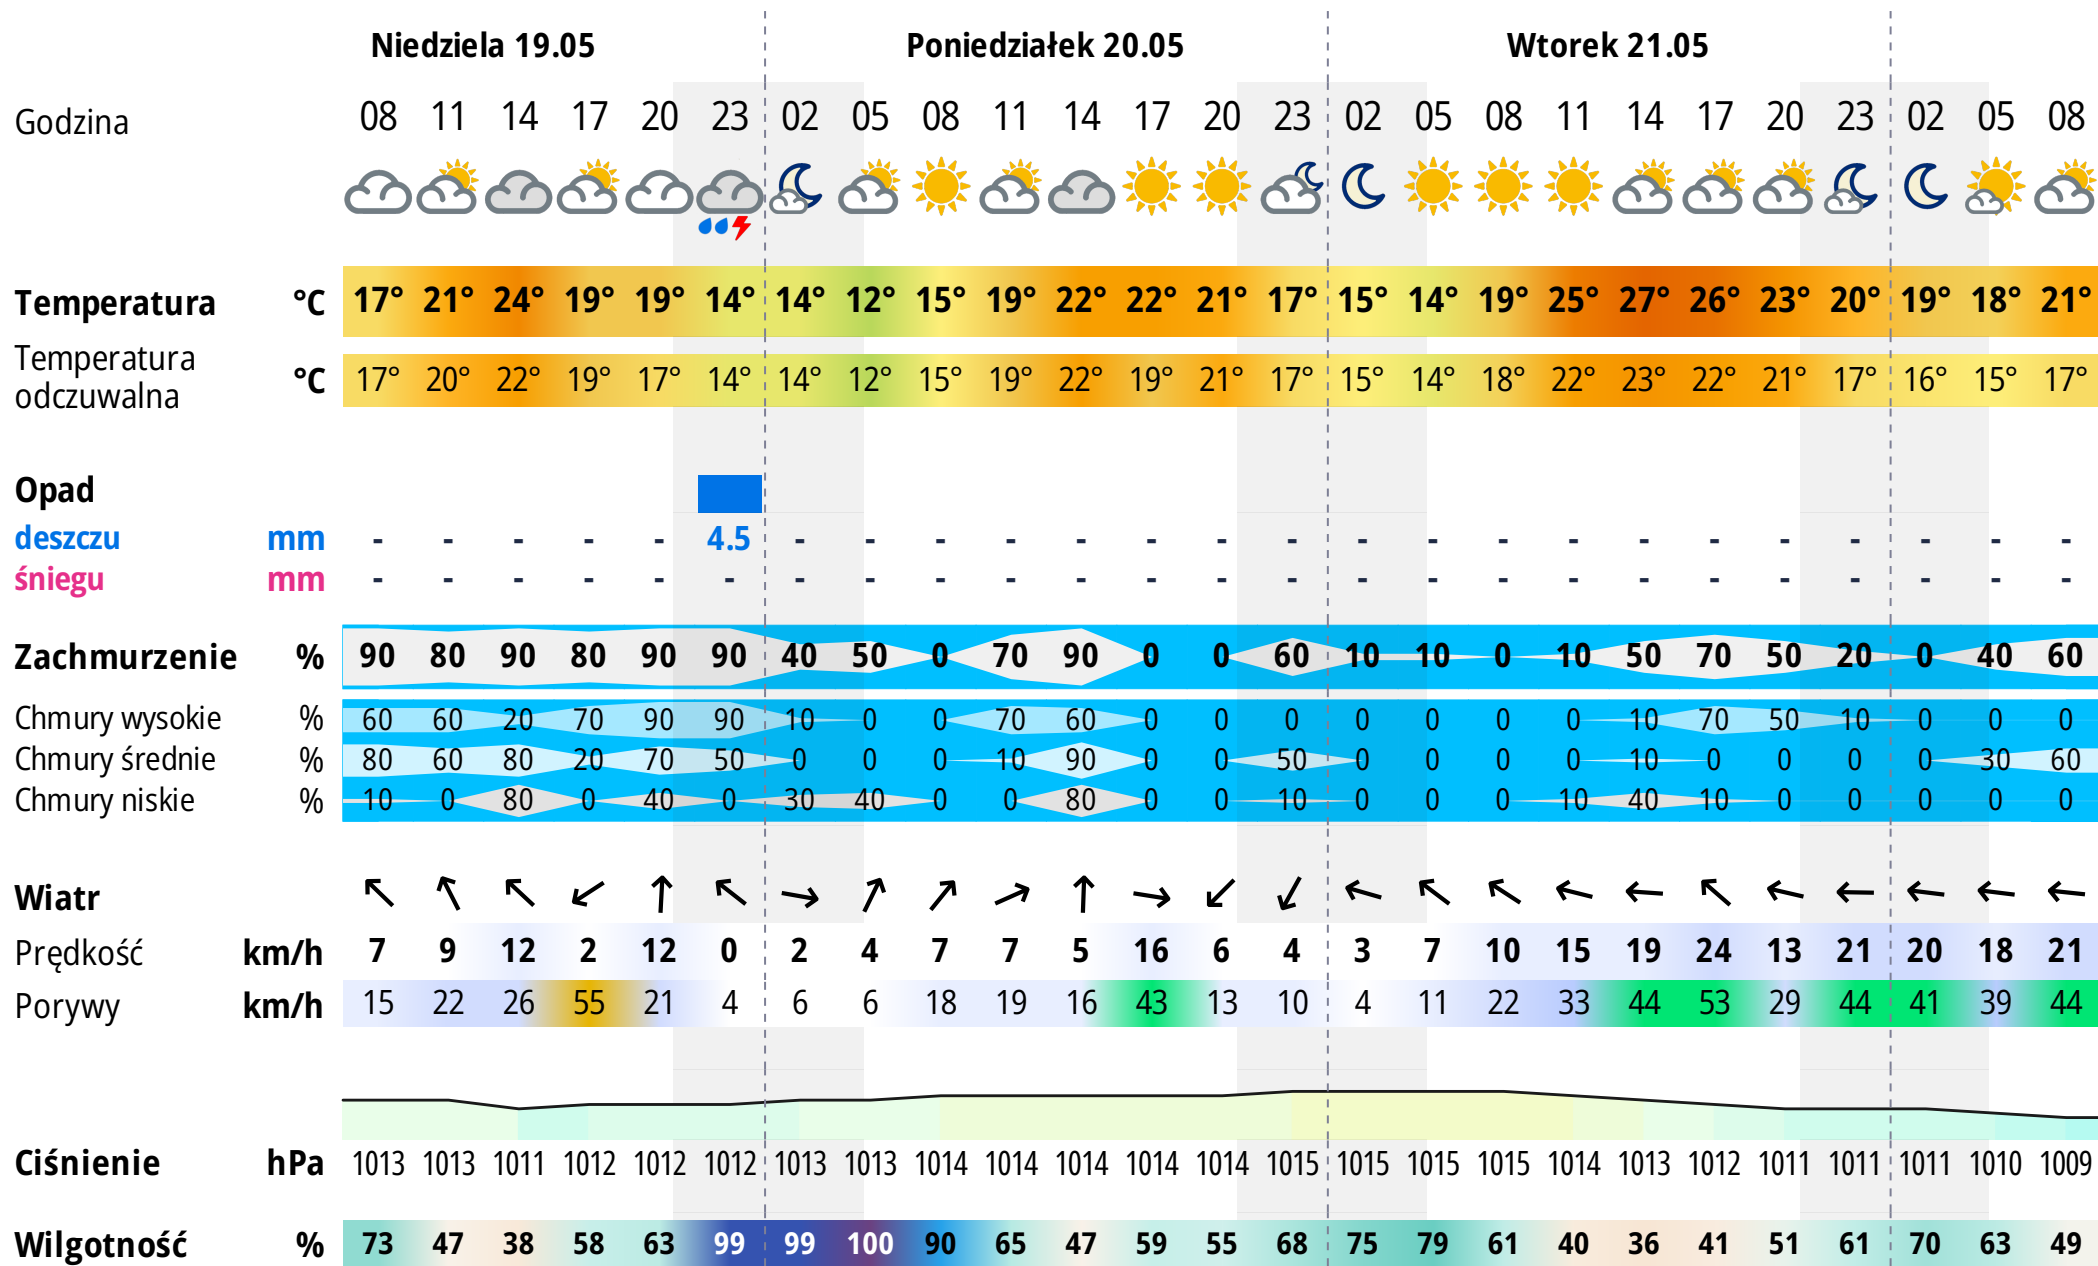 Niedziela 19.05 Poniedziałek 20.05 Wtorek 21.05
Godzina 08 11 14 17 20 23 02 05 08 11 14 17 20 23 02 05 08 11 14 17 20 23 02 05 08
Temperatura °C 17° 21° 24° 19° 19° 14° 14° 12° 15° 19° 22° 22° 21° 17° 15° 14° 19° 25° 27° 26° 23° 20° 19° 18° 21°
Temperatura
odczuwalna °C 17° 20° 22° 19° 17° 14° 14° 12° 15° 19° 22° 19° 21° 17° 15° 14° 18° 22° 23° 22° 21° 17° 16° 15° 17°
Opad
deszczu mm - - - - - 4.5 - - - - - - - - - - - - - - - - - - -
śniegu mm - - - - - - - - - - - - - - - - - - - - - - - - -
Zachmurzenie % 90 80 90 80 90 90 40 50 0 70 90 0 0 60 10 10 0 10 50 70 50 20 0 40 60
Chmury wysokie % 60 60 20 70 90 90 10 0 0 70 60 0 0 0 0 0 0 0 10 70 50 10 0 0 0
Chmury średnie % 80 60 80 20 70 50 0 0 0 10 90 0 0 50 0 0 0 0 10 0 0 0 0 30 60
Chmury niskie % 10 0 80 0 40 0 30 40 0 0 80 0 0 10 0 0 0 10 40 10 0 0 0 0 0
Wiatr
Prędkość km/h 7 9 12 2 12 0 2 4 7 7 5 16 6 4 3 7 10 15 19 24 13 21 20 18 21
Porywy km/h 15 22 26 55 21 4 6 6 18 19 16 43 13 10 4 11 22 33 44 53 29 44 41 39 44
Ciśnienie hPa 1013 1013 1011 1012 1012 1012 1013 1013 1014 1014 1014 1014 1014 1015 1015 1015 1015 1014 1013 1012 1011 1011 1011 1010 1009
Wilgotność % 73 47 38 58 63 99 99 100 90 65 47 59 55 68 75 79 61 40 36 41 51 61 70 63 49